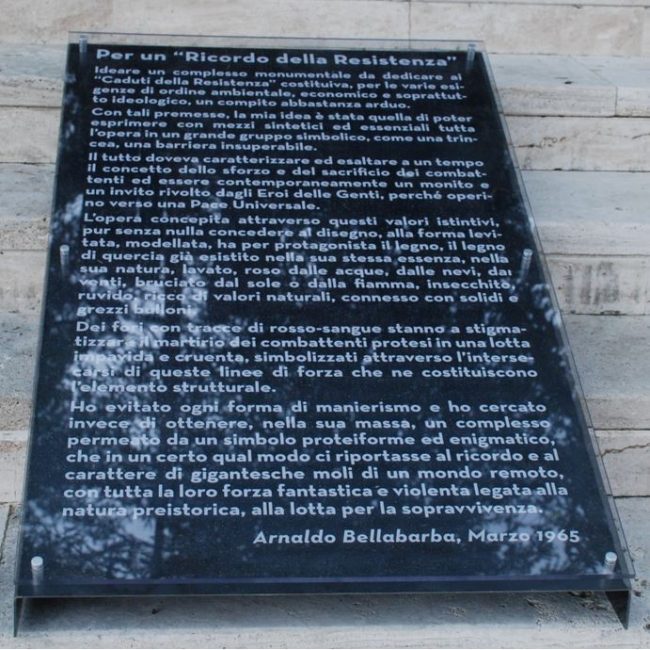 Per un "Ricordo della Resistenza"
Ideare un complesso monumentale da dedicare ai
"Caduti della Resistenza" costituiva, per le varie esi-
genze di ordine ambientale, economico e soprattut-
to ideologico, un compito abbastanza arduo.
Con tali premesse, la mia idea è stata quella di poter
esprimere con mezzi sintetici ed essenziali tutta
l'opera in un grande gruppo simbolico, come una trin-
cea, una barriera insuperabile.
Il tutto doveva caratterizzare ed esaltare a un tempo
il concetto dello sforzo e del sacrificio dei combat-
tenti ed essere contemporaneamente un monito e
un invito rivolto dagli Eroi delle Genti, perché operi-
no verso una Pace Universale.
L'opera concepita attraverso questi valori istintivi,
pur senza nulla concedere al disegno, alla forma levi-
tata, modellata, ha per protagonista il legno, il legno
di quercia già esistito nella sua stessa essenza, nella
sua natura, lavato, roso dalle acque, dalle nevi, dai
venti, bruciato dal sole o dalla fiamma, insecchito,
ruvido, ricco di valori naturali, connesso con solidi e
grezzi bulloni.
Dei fori con tracce di rosso-sangue stanno a stigma-
tizzare il martirio dei combattenti protesi in una lotta
impavida e cruenta, simbolizzati attraverso l'interse-
carsi di queste linee di forza che ne costituiscono
l'elemento strutturale.
Ho evitato ogni forma di manierismo e ho cercato
invece di ottenere, nella sua massa, un complesso
permeato da un simbolo proteiforme ed enigmatico,
che in un certo qual modo ci riportasse al ricordo e al
carattere di gigantesche moli di un mondo remoto,
con tutta la loro forza fantastica e violenta legata alla
natura preistorica, alla lotta per la sopravvivenza.
Arnaldo Bellabarba, Marzo 1965